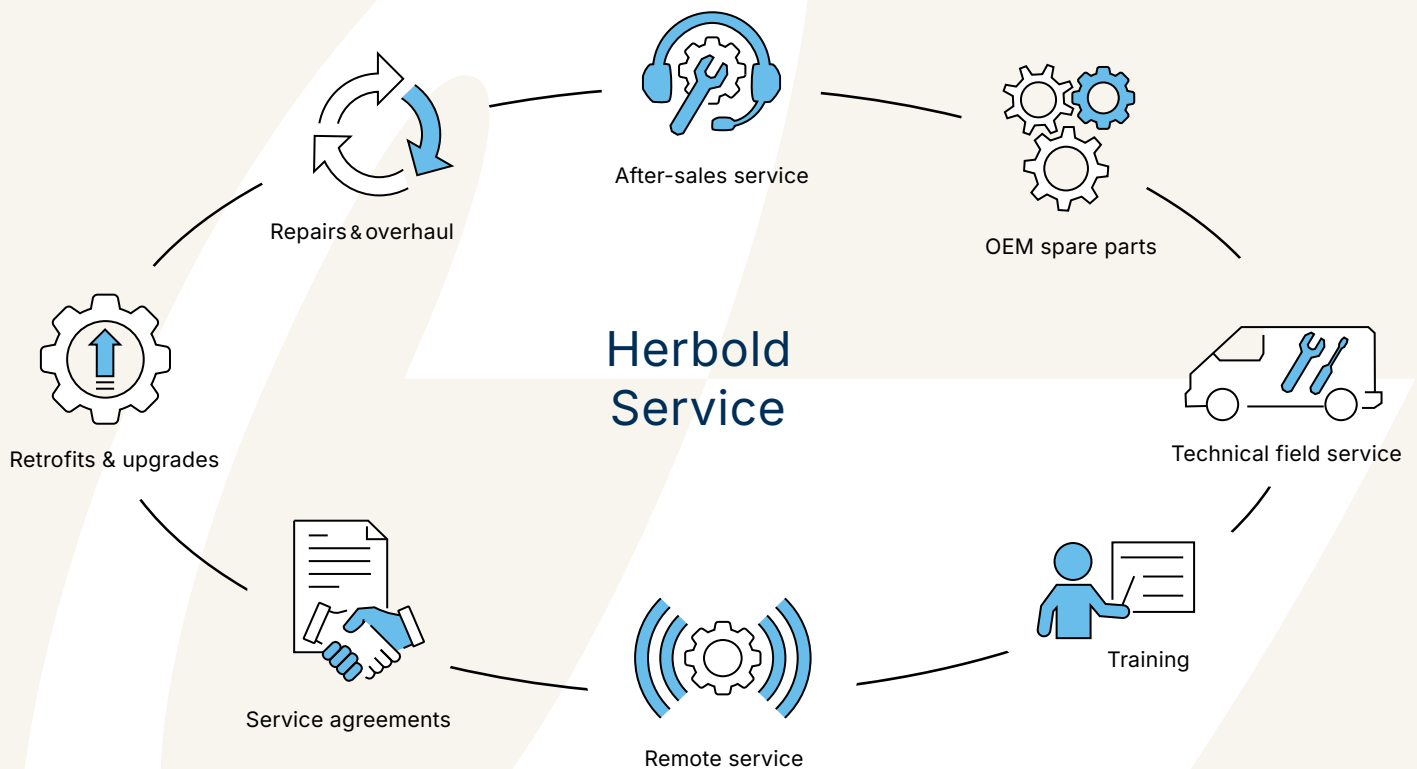 After-sales service
Repairs & overhaul
OEM spare parts
Herbold
Service
Retrofits & upgrades
Technical field service
Training
Service agreements
Remote service